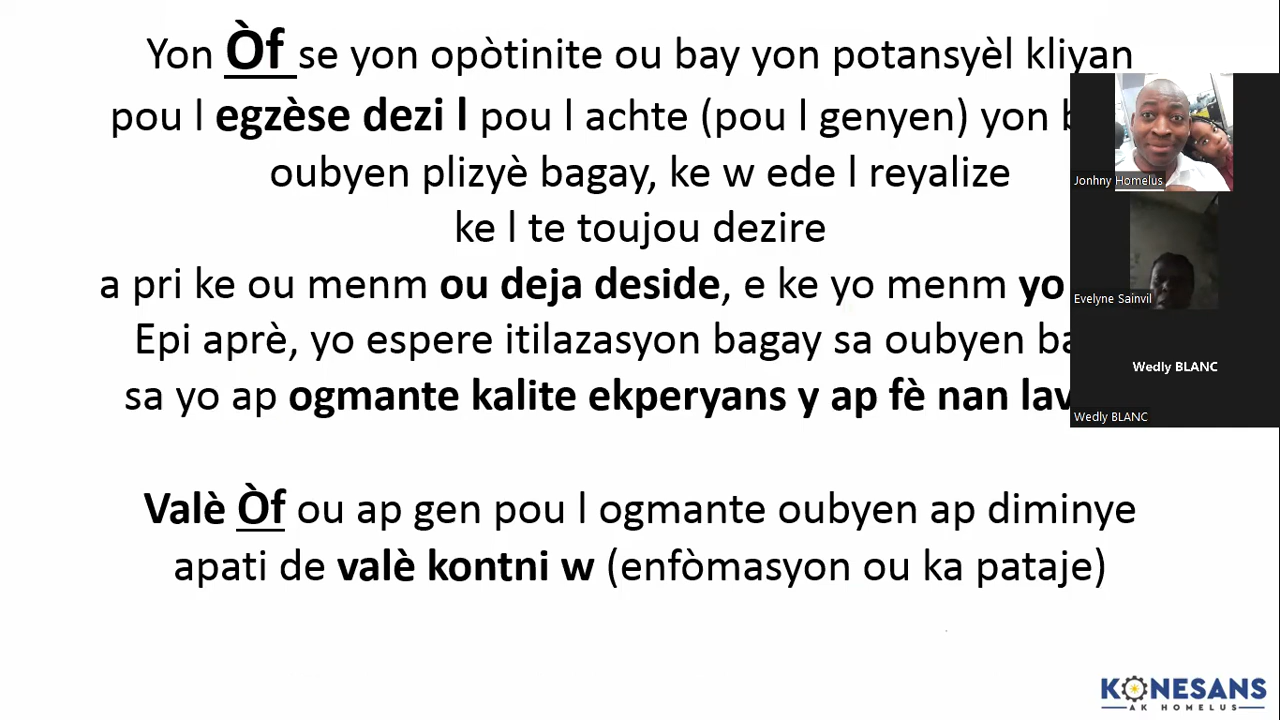 Yon Òf se yon opòtinite ou bay yon potansyèl kliyan
pou l egzèse dezi l pou l achte (pou l genyen) yon
oubyen plizyè bagay, ke w ede l reyalize
ke l te toujou dezire
a pri ke ou menm ou deja deside, e ke yo menm yo
Epi aprè, yo espere itilazasyon bagay sa oubyen
sa yo ap ogmante kalite ekperyans y ap fè nan
Valè Òf ou ap gen pou l ogmante oubyen ap diminye
apati de valè kontni w (enfòmasyon ou ka pataje)
Jonhny Homelus
Evelyne Sainvil
Wedly BLANC
Wedly BLANC
KONESANS
AK HOMELUS